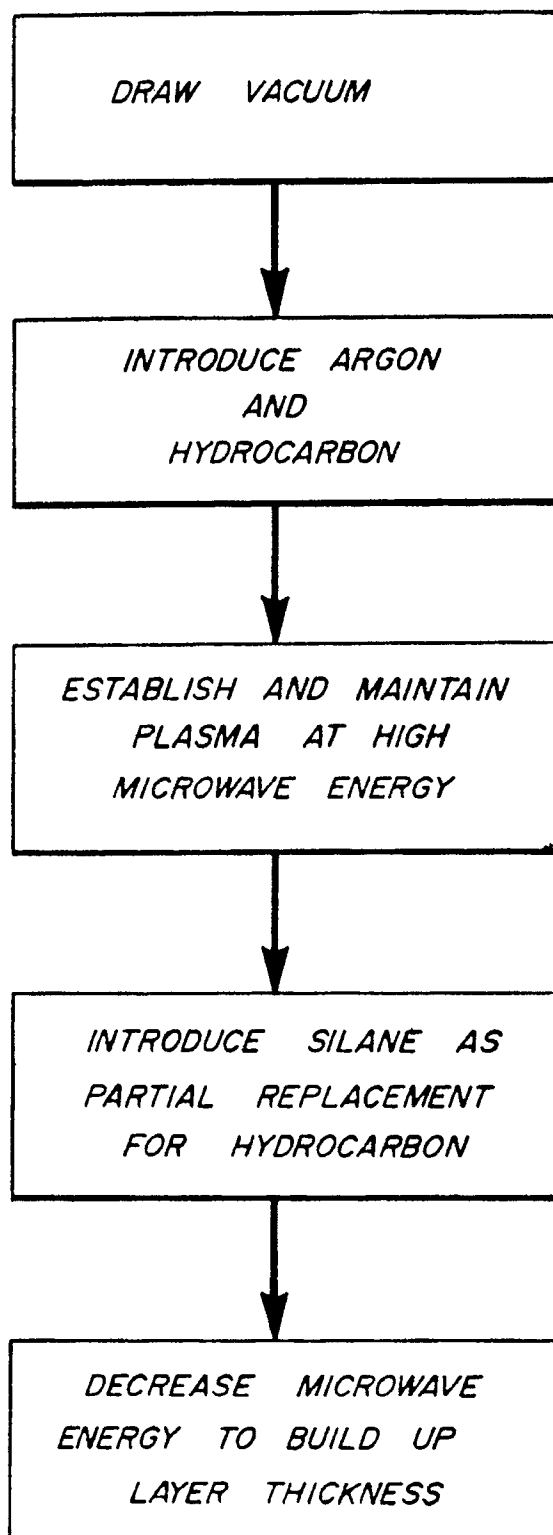 DRAW VACUUM
INTRODUCE ARGON
AND
HYDROCARBON
ESTABLISH AND MAINTAIN
PLASMA AT HIGH
MICROWAVE ENERGY
INTRODUCE SILANE AS
PARTIAL REPLACEMENT
FOR HYDROCARBON
DECREASE MICROWAVE
ENERGY TO BUILD UP
LAYER THICKNESS